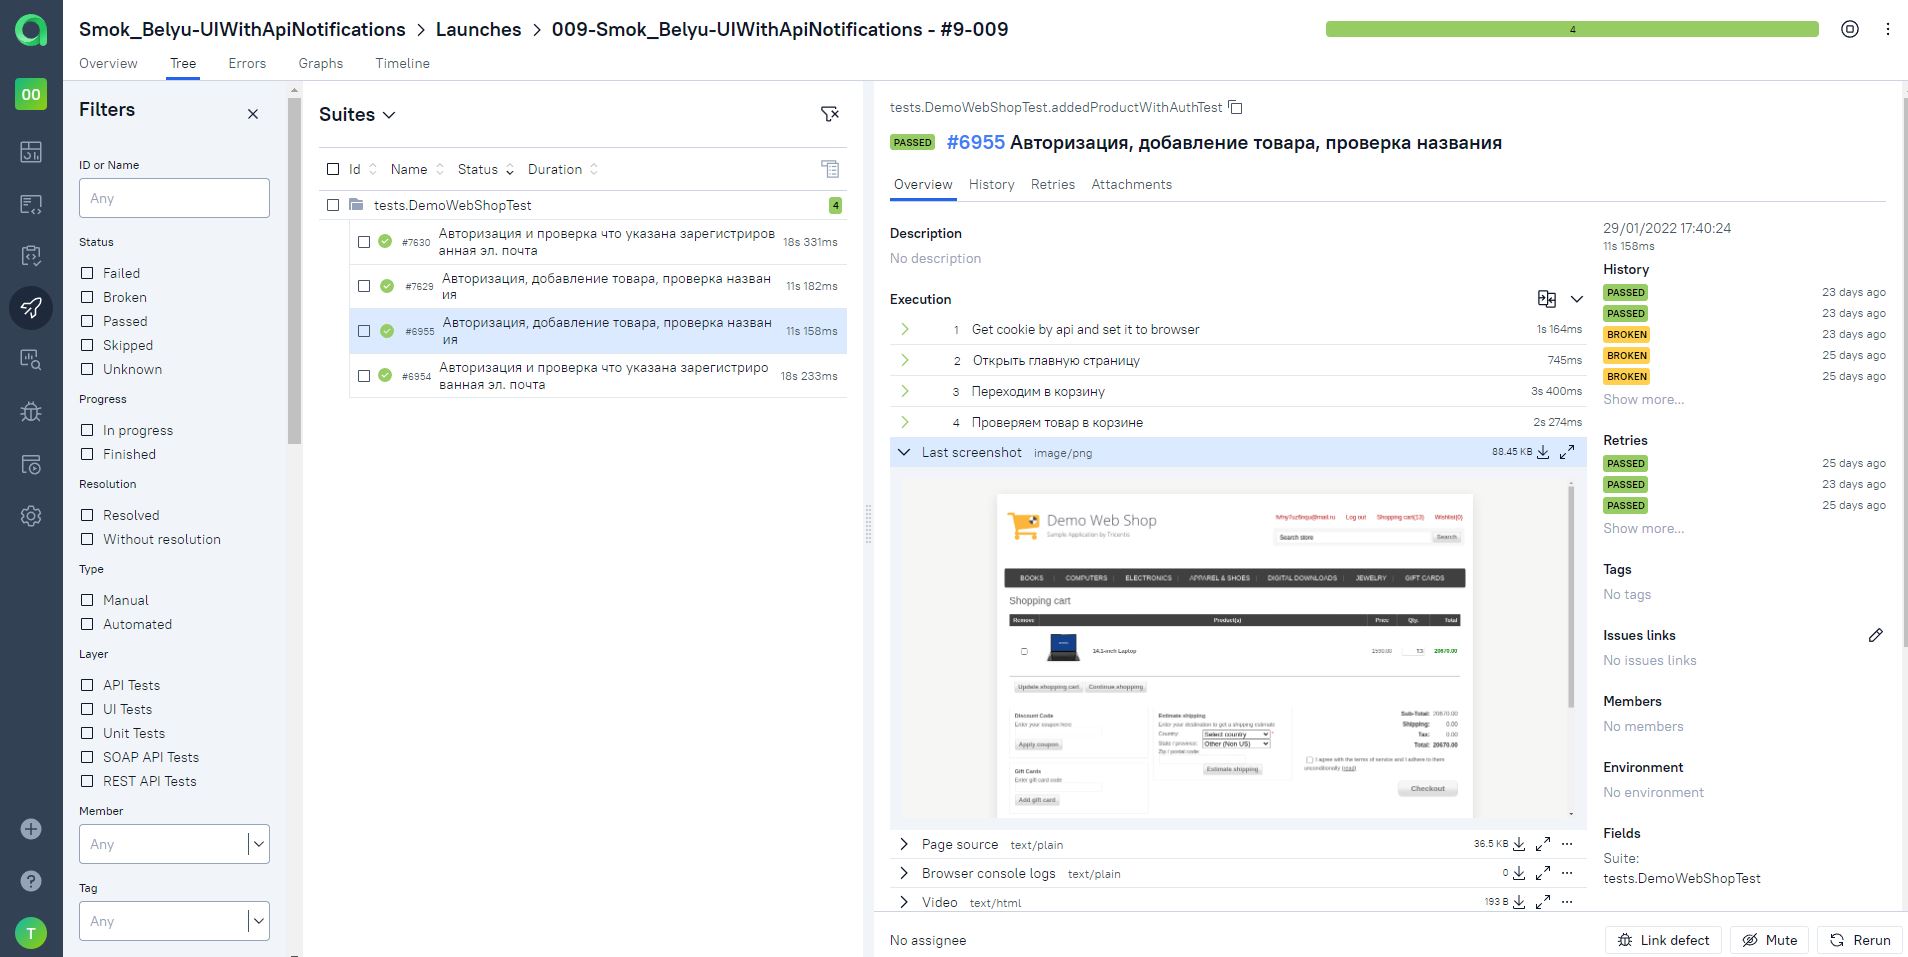 Smok_Belyu-UIWithApiNotifications > Launches > 009-Smok_Belyu-UIWithApiNotifications - #9-009
4
Overview Tree Errors Graphs Timeline
00
Filters
ID or Name
Any
Status
Failed
Broken
Passed
Skipped
Unknown
Progress
In progress
Finished
Resolution
Resolved
Without resolution
Type
Manual
Automated
Layer
API Tests
UI Tests
Unit Tests
SOAP API Tests
REST API Tests
Member
Any
Tag
Any
T
Suites
Id Name Status Duration
tests.DemoWebShopTest 4
#7630 Авторизация и проверка что указана зарегистриров
анная эл. почта 18s 331ms
#7629 Авторизация, добавление товара, проверка назван
ия 11s 182ms
#6955 Авторизация, добавление товара, проверка назван
ия 11s 158ms
#6954 Авторизация и проверка что указана зарегистриро
ванная эл. почта 18s 233ms
tests.DemoWebShopTest.addedProductWithAuthTest
PASSED #6955 Авторизация, добавление товара, проверка названия
Overview History Retries Attachments
Description
No description
Execution
1 Get cookie by api and set it to browser 1s 164ms
2 Открыть главную страницу 745ms
3 Переходим в корзину 3s 400ms
4 Проверяем товар в корзине 2s 274ms
Last screenshot image/png 88.45 KB
Demo Web Shop
Sample Application by Tricentis
Log out Shopping cart(13) Wishlist(0)
Search store Search
BOOKS COMPUTERS ELECTRONICS APPAREL & SHOES DIGITAL DOWNLOADS JEWELRY GIFT CARDS
Shopping cart
Remove Product(s) Price Qty. Total
14.1-inch Laptop 1590.00 13 20670.00
Update shopping cart Continue shopping
Discount Code
Enter your coupon here
Apply coupon
Gift Cards
Enter gift card code
Add gift card
Estimate shipping
Enter your destination to get a shipping estimate
Country: Select country *
State / province: Other (Non US)
Zip / postal code:
Estimate shipping
Sub-Total: 20670.00
Shipping: 0.00
Tax: 0.00
Total: 20670.00
I agree with the terms of service and I adhere to them
unconditionally (read)
Checkout
Page source text/plain 36.5 KB
Browser console logs text/plain 0
Video text/html 193 B
29/01/2022 17:40:24
11s 158ms
History
PASSED 23 days ago
PASSED 23 days ago
BROKEN 23 days ago
BROKEN 25 days ago
BROKEN 25 days ago
Show more...
Retries
PASSED 25 days ago
PASSED 23 days ago
PASSED 25 days ago
Show more...
Tags
No tags
Issues links
No issues links
Members
No members
Environment
No environment
Fields
Suite:
tests.DemoWebShopTest
No assignee
Link defect Mute Rerun